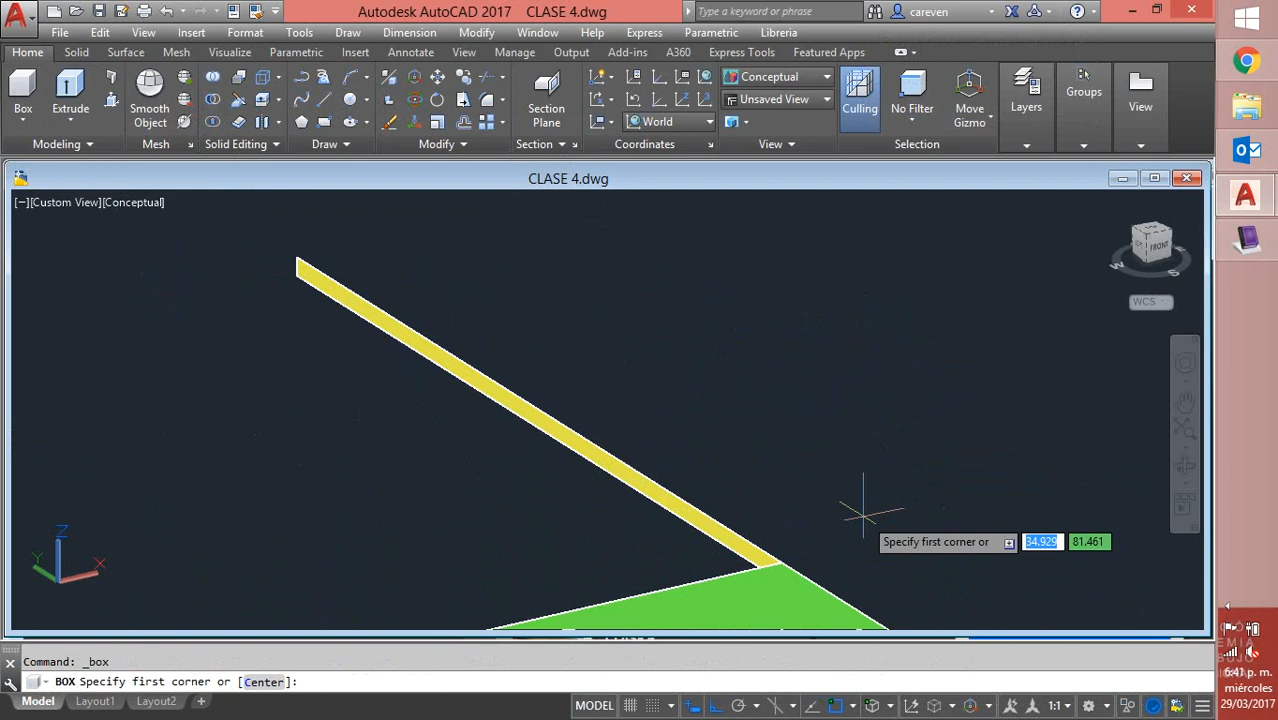 Autodesk AutoCAD 2017 CLASE 4.dwg
Type a keyword or phrase
careven
File Edit View Insert Format Tools Draw Dimension Modify Window Help Express Parametric Libreria
Home Solid Surface Mesh Visualize Parametric Insert Annotate View Manage Output Add-ins A360 Express Tools Featured Apps
Box
Extrude
Smooth
Object
Section
Plane
Conceptual
Unsaved View
World
Culling
No Filter
Move
Gizmo
Layers
Groups
View
Modeling Mesh Solid Editing Draw Modify Section Coordinates View Selection
CLASE 4.dwg
[−][Custom View][Conceptual]
FRONT
W
S
WCS
Specify first corner or 34.929 81.461
Z
Y
X
Command: _box
BOX Specify first corner or [Center]:
Model Layout1 Layout2 +
MODEL 1:1
6:41 p. m.
miércoles
29/03/2017